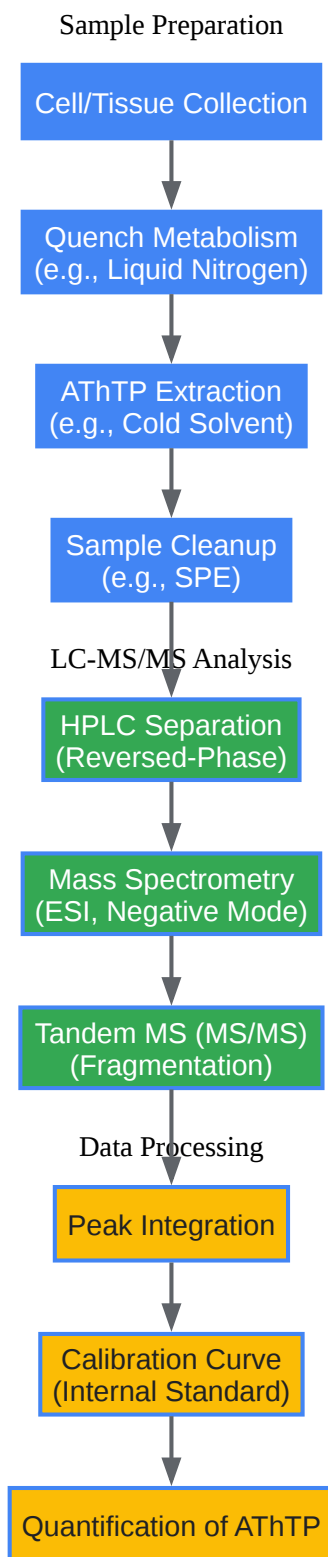 Sample Preparation
Cell/Tissue Collection
Quench Metabolism
(e.g., Liquid Nitrogen)
AThTP Extraction
(e.g., Cold Solvent)
Sample Cleanup
(e.g., SPE)
LC-MS/MS Analysis
HPLC Separation
(Reversed-Phase)
Mass Spectrometry
(ESI, Negative Mode)
Tandem MS (MS/MS)
(Fragmentation)
Data Processing
Peak Integration
Calibration Curve
(Internal Standard)
Quantification of AThTP